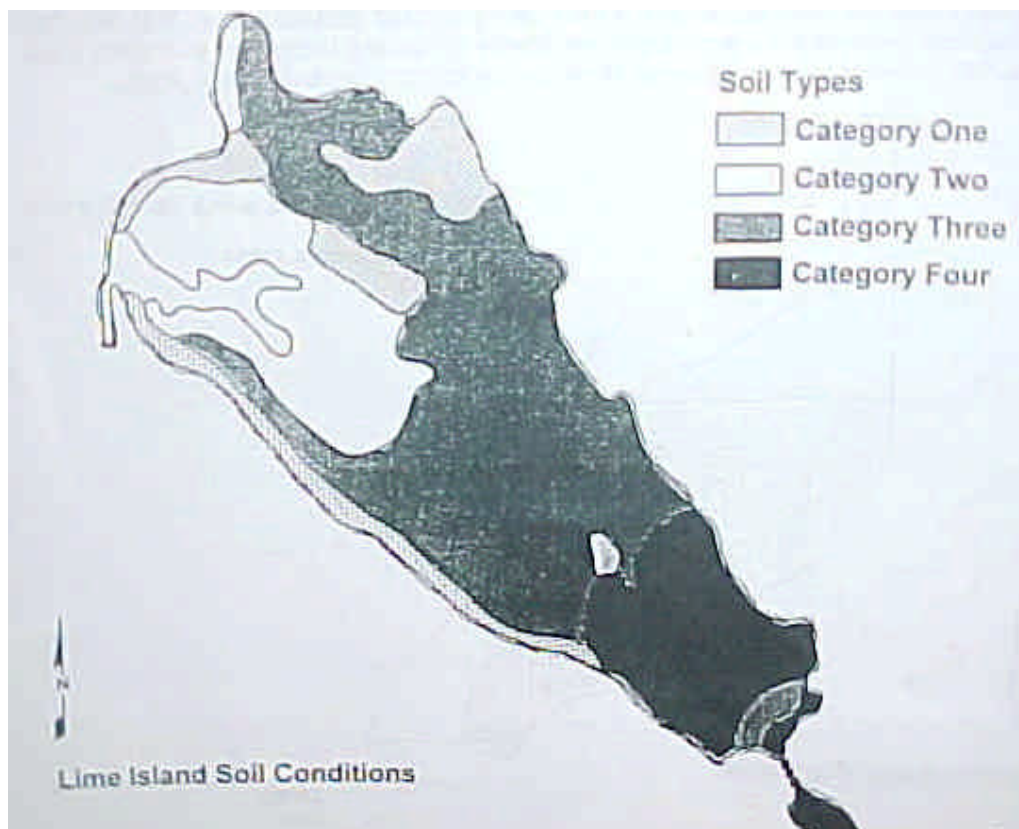 Soil Types
Category One
Category Two
Category Three
Category Four
N
Lime Island Soil Conditions